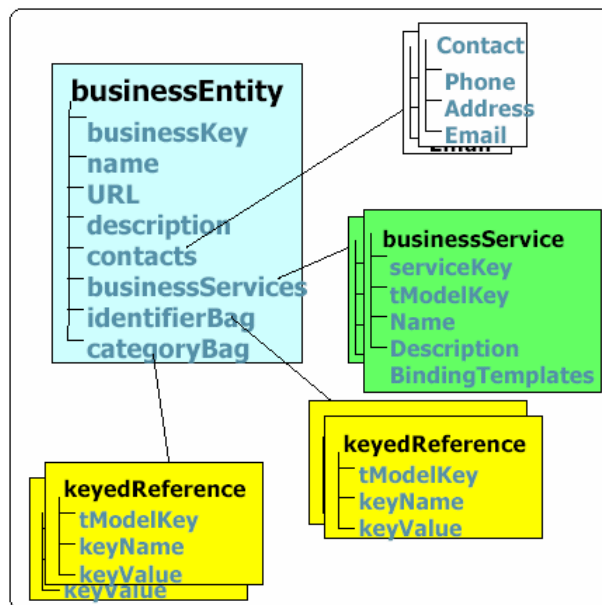 businessEntity
businessKey
name
URL
description
contacts
businessServices
identifierBag
categoryBag
Contact
Phone
Address
Email
Email
businessService
serviceKey
tModelKey
Name
Description
BindingTemplates
keyedReference
tModelKey
keyName
keyValue
keyedReference
tModelKey
keyName
keyValue
keyValue